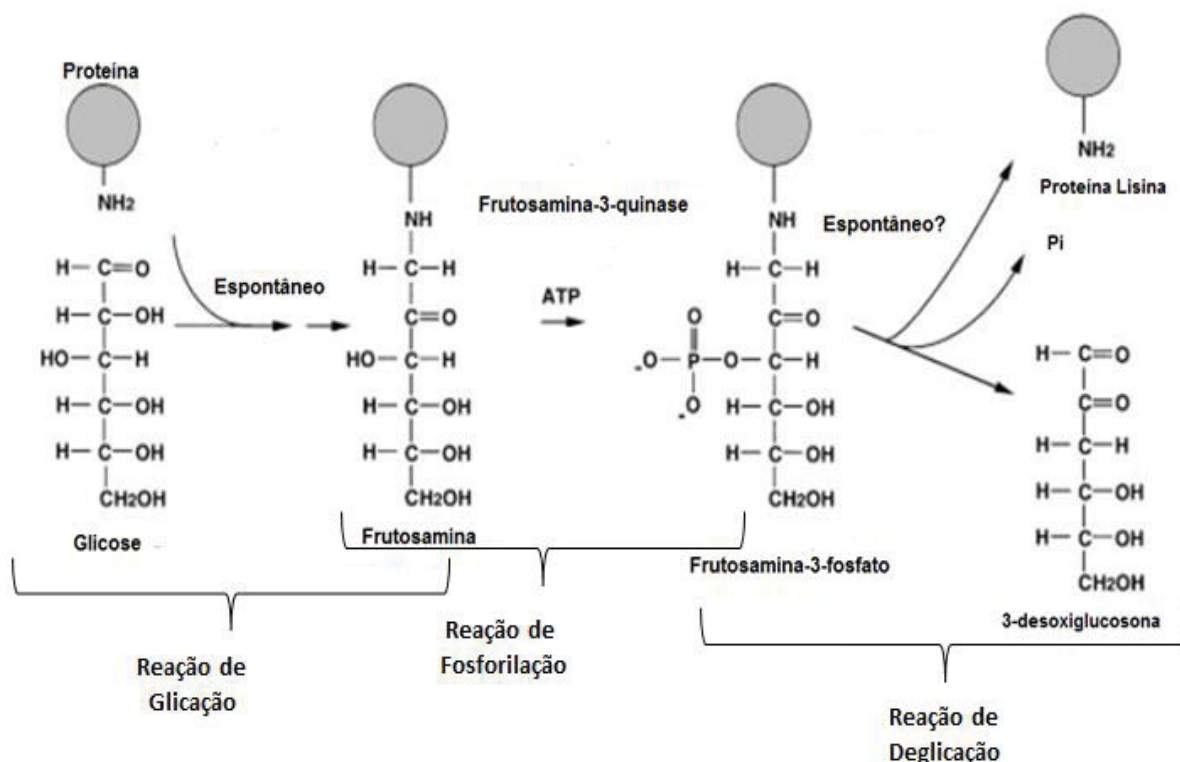 Proteína
NH2
H–C=O
H–C–OH
HO–C–H
H–C–OH
H–C–OH
CH2OH
Glicose
Espontâneo
NH
H–C–H
C=O
HO–C–H
H–C–OH
H–C–OH
CH2OH
Frutosamina
Frutosamina-3-quinase
ATP
NH
H–C–H
C=O
O
-O–P–O–C–H
O
-
H–C–OH
H–C–OH
CH2OH
Frutosamina-3-fosfato
Espontâneo?
NH2
Proteína Lisina
Pi
H–C=O
C=O
H–C–H
H–C–OH
H–C–OH
CH2OH
3-desoxiglucosona
Reação de
Glicação
Reação de
Fosforilação
Reação de
Deglicação